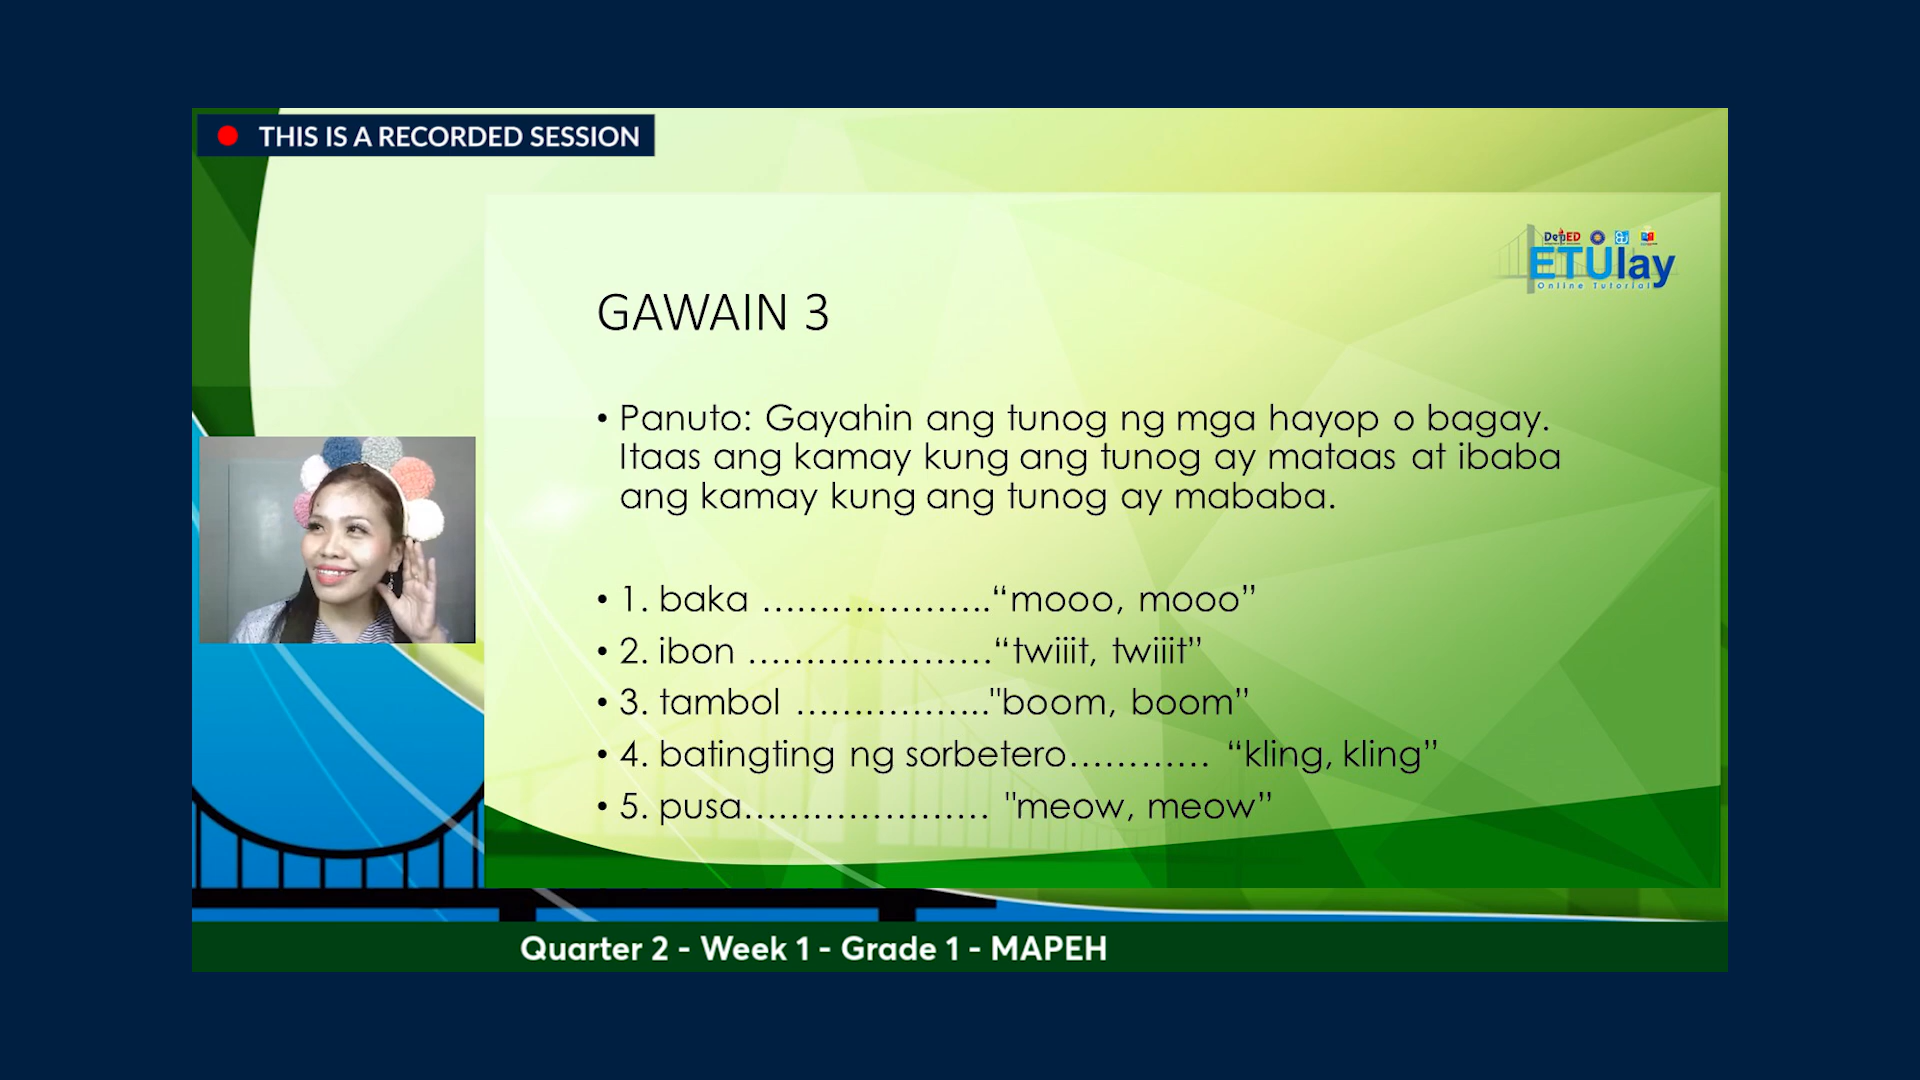 THIS IS A RECORDED SESSION
DepED
ETUlay
Online Tutorial
GAWAIN 3
• Panuto: Gayahin ang tunog ng mga hayop o bagay.
Itaas ang kamay kung ang tunog ay mataas at ibaba
ang kamay kung ang tunog ay mababa.
• 1. baka ………………..“mooo, mooo”
• 2. ibon …………………“twiiit, twiiit”
• 3. tambol …………….."boom, boom”
• 4. batingting ng sorbetero………… “kling, kling”
• 5. pusa………………… "meow, meow”
Quarter 2 - Week 1 - Grade 1 - MAPEH